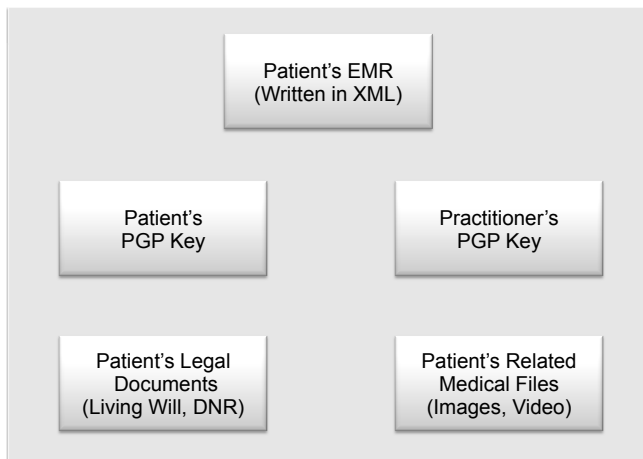 Patient’s EMR
(Written in XML)
Patient’s
PGP Key
Practitioner’s
PGP Key
Patient’s Legal
Documents
(Living Will, DNR)
Patient’s Related
Medical Files
(Images, Video)